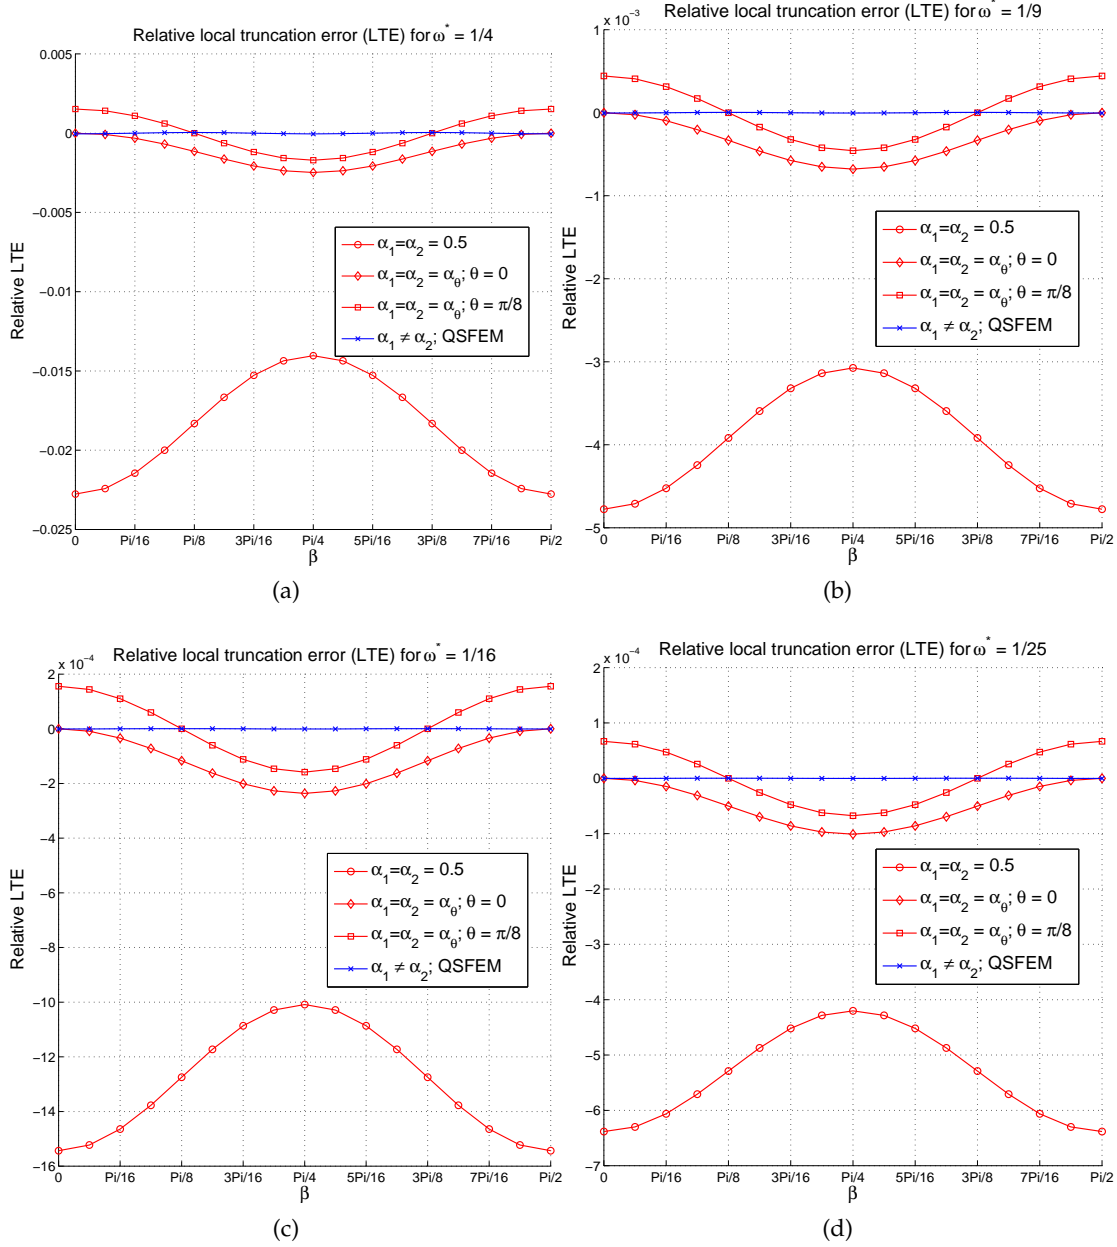 Relative local truncation error (LTE) for ω* = 1/4
0.005
0
−0.005
−0.01
−0.015
−0.02
−0.025
Relative LTE
α1=α2 = 0.5
α1=α2 = αθ; θ = 0
α1=α2 = αθ; θ = π/8
α1 ≠ α2; QSFEM
0 Pi/16 Pi/8 3Pi/16 Pi/4 5Pi/16 3Pi/8 7Pi/16 Pi/2
β
(a)
Relative local truncation error (LTE) for ω* = 1/9
x 10−3
1
0
−1
−2
−3
−4
−5
Relative LTE
α1=α2 = 0.5
α1=α2 = αθ; θ = 0
α1=α2 = αθ; θ = π/8
α1 ≠ α2; QSFEM
0 Pi/16 Pi/8 3Pi/16 Pi/4 5Pi/16 3Pi/8 7Pi/16 Pi/2
β
(b)
Relative local truncation error (LTE) for ω* = 1/16
x 10−4
2
0
−2
−4
−6
−8
−10
−12
−14
−16
Relative LTE
α1=α2 = 0.5
α1=α2 = αθ; θ = 0
α1=α2 = αθ; θ = π/8
α1 ≠ α2; QSFEM
0 Pi/16 Pi/8 3Pi/16 Pi/4 5Pi/16 3Pi/8 7Pi/16 Pi/2
β
(c)
Relative local truncation error (LTE) for ω* = 1/25
x 10−4
2
1
0
−1
−2
−3
−4
−5
−6
−7
Relative LTE
α1=α2 = 0.5
α1=α2 = αθ; θ = 0
α1=α2 = αθ; θ = π/8
α1 ≠ α2; QSFEM
0 Pi/16 Pi/8 3Pi/16 Pi/4 5Pi/16 3Pi/8 7Pi/16 Pi/2
β
(d)